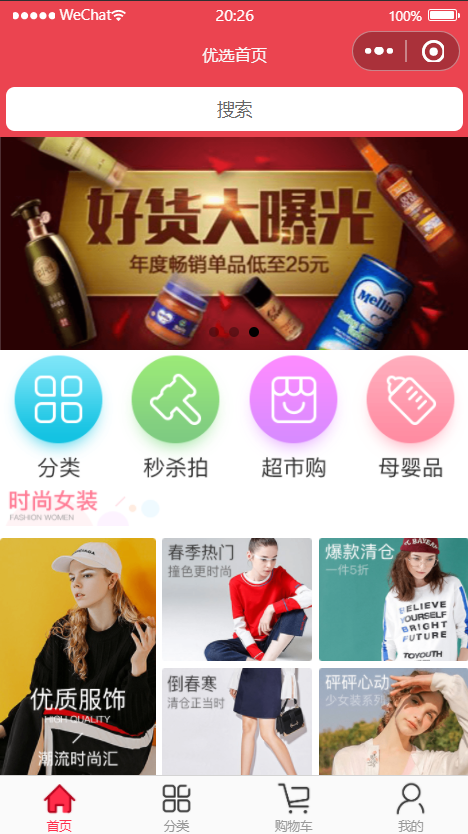 WeChat
20:26
100%
优选首页
搜索
好货大曝光
年度畅销单品低至25元
Mellin
分类
秒杀拍
超市购
母婴品
时尚女装
FASHION WOMEN
优质服饰
HIGH QUALITY
潮流时尚汇
春季热门
撞色更时尚
爆款清仓
一件5折
BELIEVE
YOURSELF
BRIGHT
FUTURE
TOYOUTH
倒春寒
清仓正当时
砰砰心动
少女装系列
首页
分类
购物车
我的